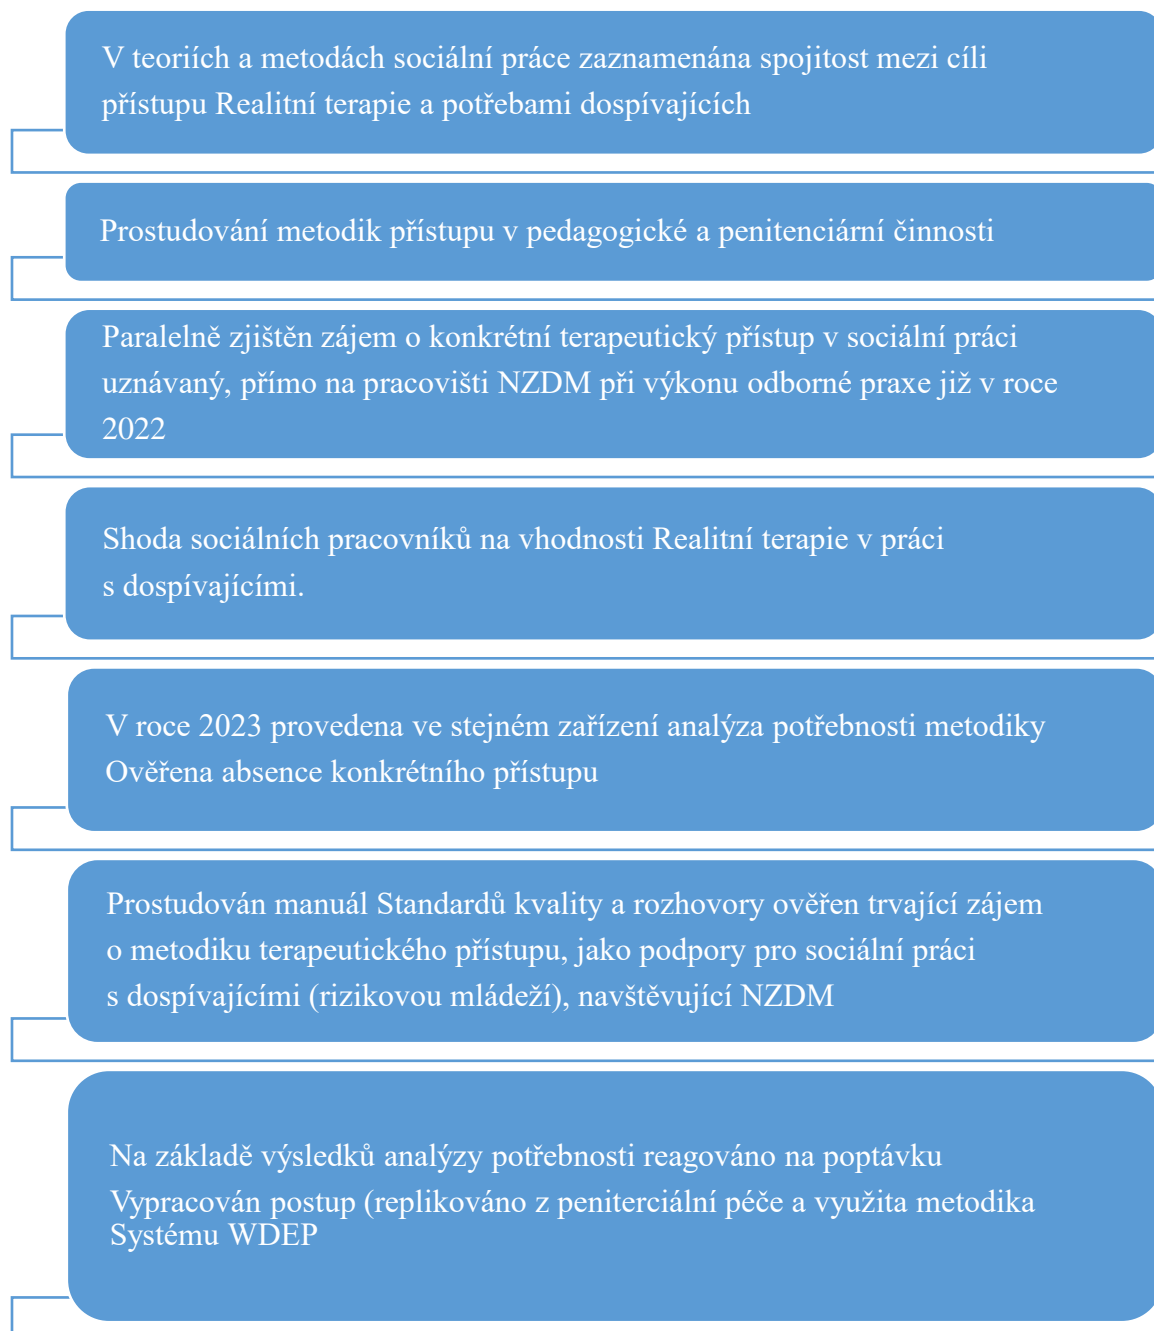 V teoriích a metodách sociální práce zaznamenána spojitost mezi cíli
přístupu Realitní terapie a potřebami dospívajících
Prostudování metodik přístupu v pedagogické a penitenciární činnosti
Paralelně zjištěn zájem o konkrétní terapeutický přístup v sociální práci
uznávaný, přímo na pracovišti NZDM při výkonu odborné praxe již v roce
2022
Shoda sociálních pracovníků na vhodnosti Realitní terapie v práci
s dospívajícími.
V roce 2023 provedena ve stejném zařízení analýza potřebnosti metodiky
Ověřena absence konkrétního přístupu
Prostudován manuál Standardů kvality a rozhovory ověřen trvající zájem
o metodiku terapeutického přístupu, jako podpory pro sociální práci
s dospívajícími (rizikovou mládeží), navštěvující NZDM
Na základě výsledků analýzy potřebnosti reagováno na poptávku
Vypracován postup (replikováno z peniterciální péče a využita metodika
Systému WDEP